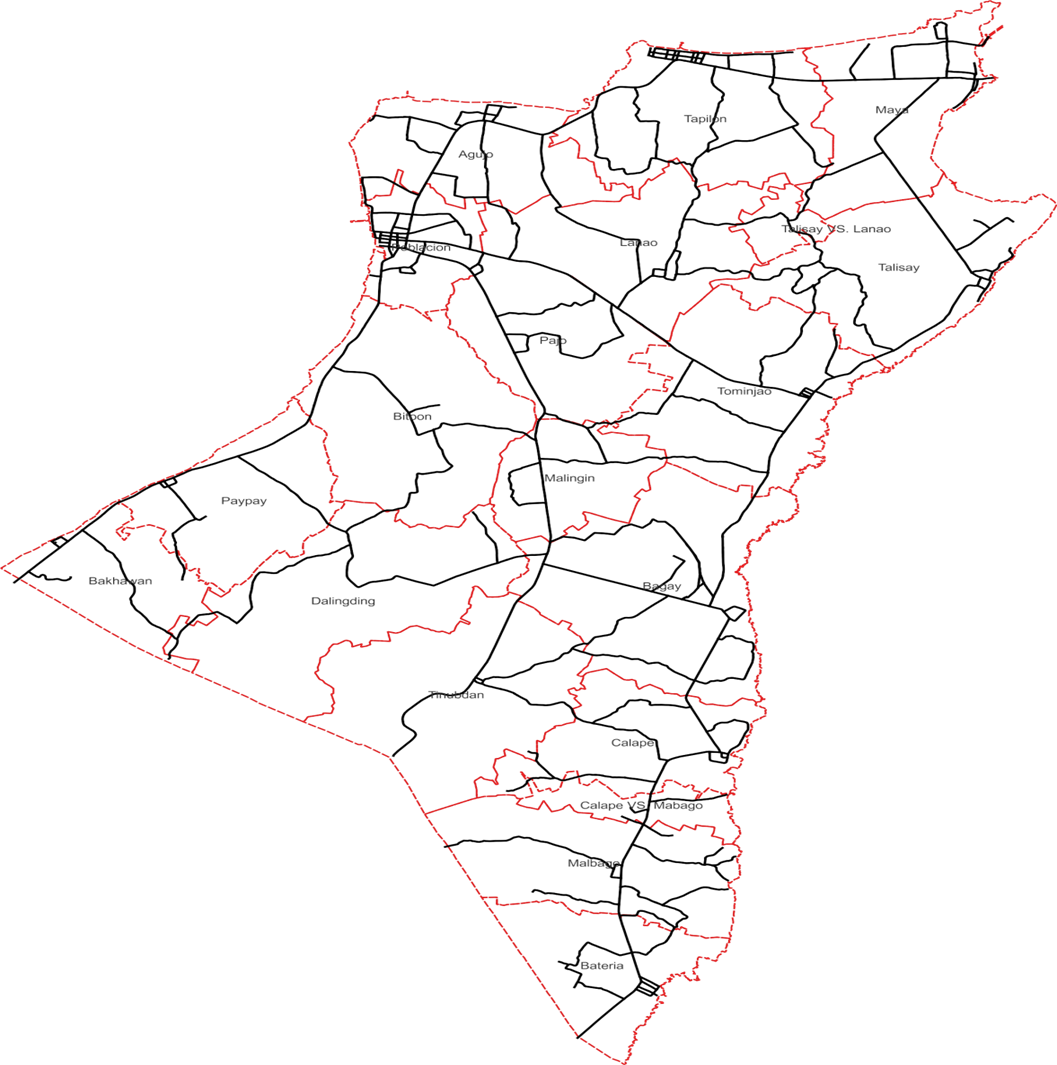 Maya
Tapilon
Agujo
Talisay VS. Lanao
Lanao
Poblacion
Talisay
Pajo
Tominjao
Bitoon
Malingin
Paypay
Bakhawan
Bagay
Dalingding
Tinubdan
Calape
Calape VS. Mabago
Malbago
Bateria